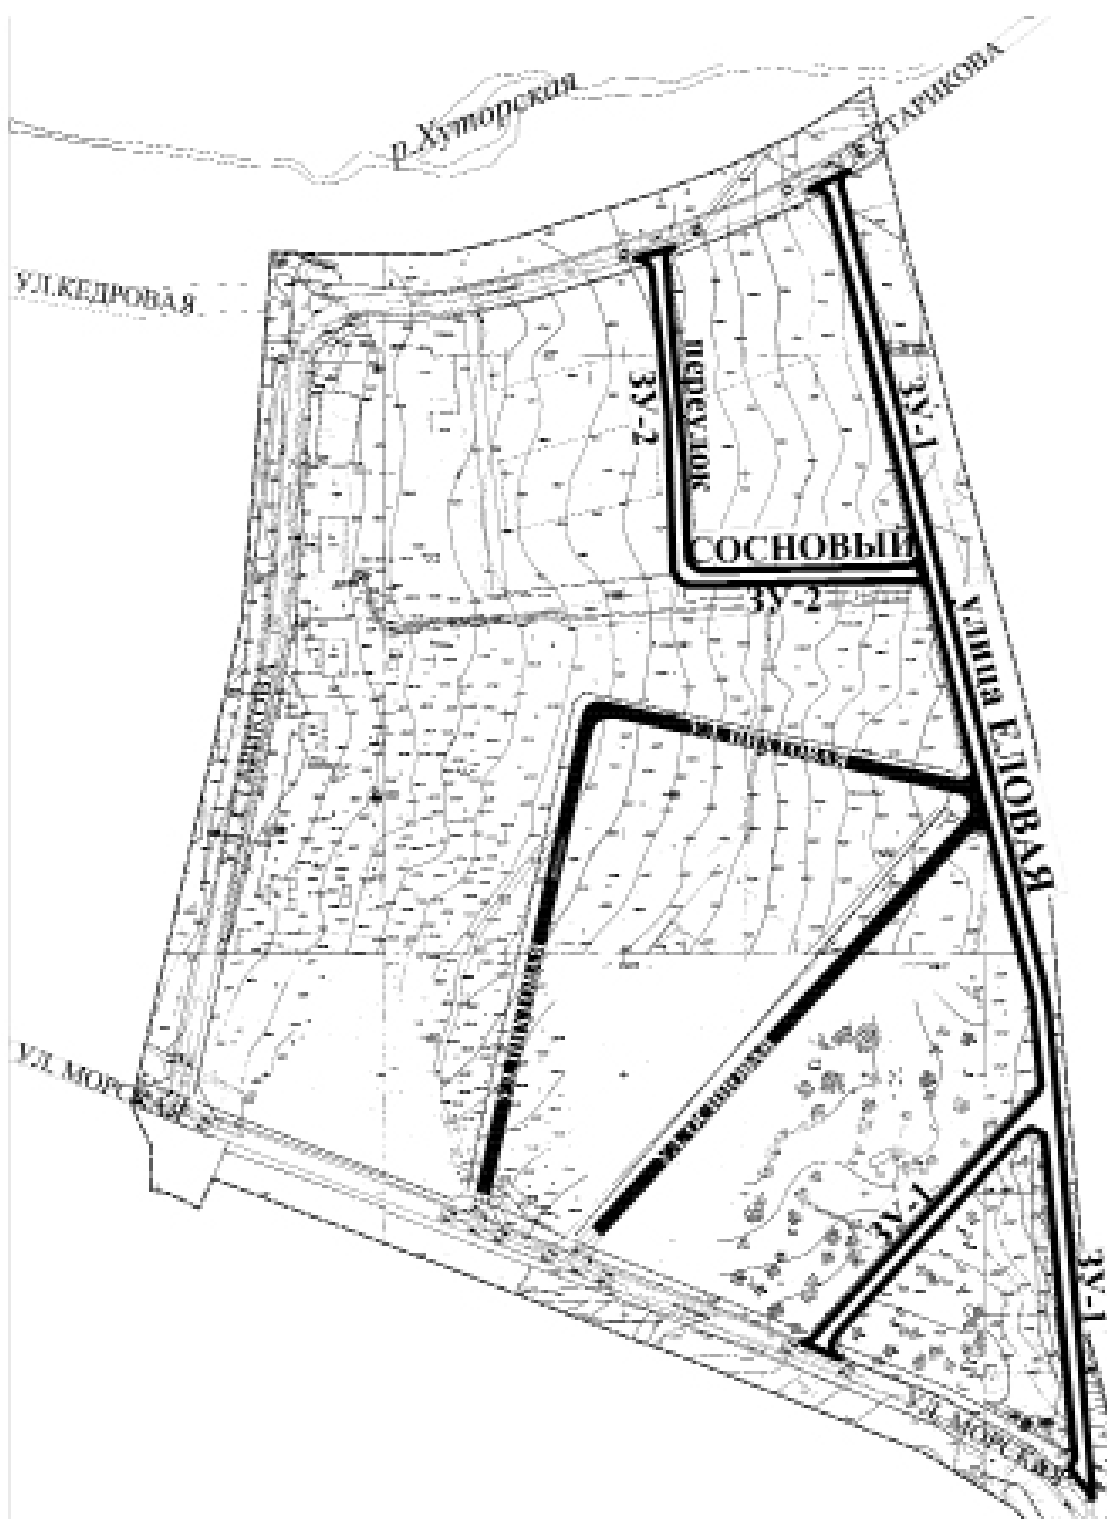 СТАРИКОВА
р.Хуторская
УЛ.КЕДРОВАЯ
ЗУ-2
переулок
ЗУ-1
СОСНОВЫЙ
ЗУ-2
улица ЕЛОВАЯ
СТАРИКОВА
УЛ. МОРСКАЯ
ЗУ-1
ЗУ-1
УЛ. МОРСКАЯ